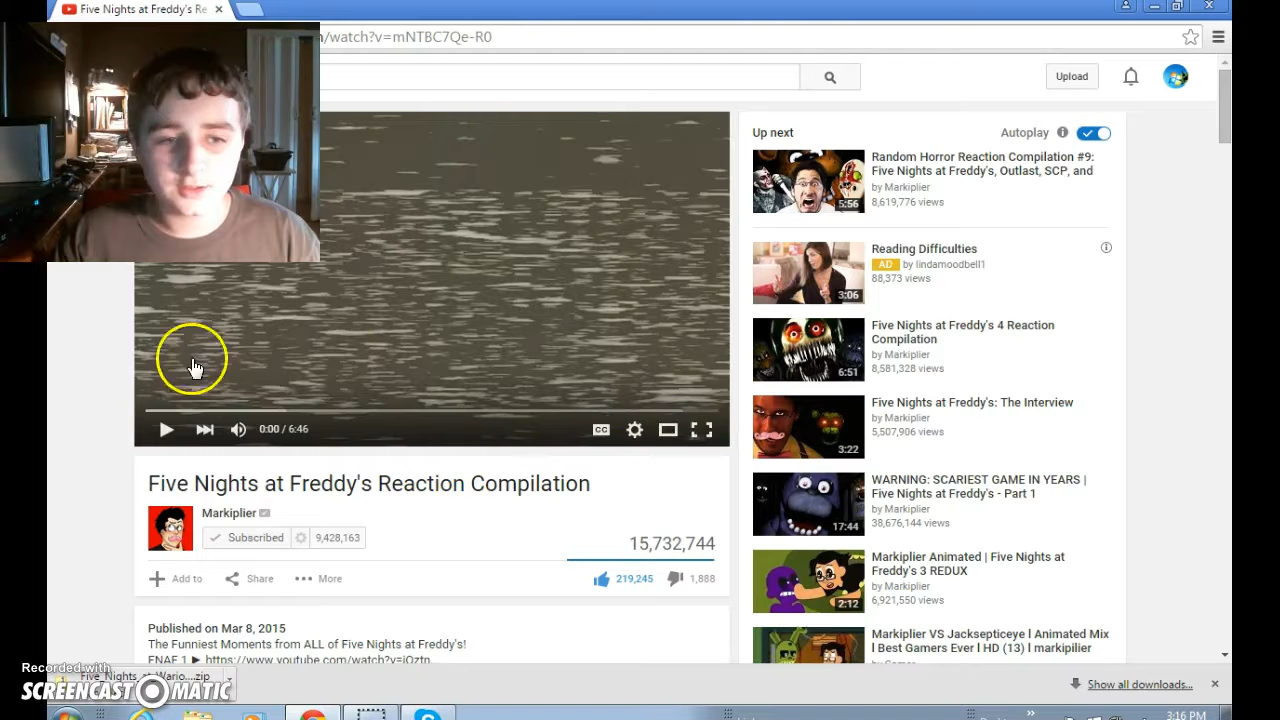 Five Nights at Freddy's Re
/watch?v=mNTBC7Qe-R0
Upload
Up next
Autoplay
Random Horror Reaction Compilation #9:
Five Nights at Freddy's, Outlast, SCP, and
by Markiplier
8,619,776 views
5:56
Reading Difficulties
AD by lindamoodbell1
88,373 views
3:06
Five Nights at Freddy's 4 Reaction
Compilation
by Markiplier
8,581,328 views
6:51
Five Nights at Freddy's: The Interview
by Markiplier
5,507,906 views
3:22
WARNING: SCARIEST GAME IN YEARS |
Five Nights at Freddy's - Part 1
by Markiplier
38,676,144 views
17:44
Markiplier Animated | Five Nights at
Freddy's 3 REDUX
by Markiplier
6,921,550 views
2:12
Markiplier VS Jacksepticeye l Animated Mix
l Best Gamers Ever l HD (13) l markiplier
0:00 / 6:46
CC
Five Nights at Freddy's Reaction Compilation
Markiplier
Subscribed 9,428,163
15,732,744
Add to Share More
219,245 1,888
Published on Mar 8, 2015
The Funniest Moments from ALL of Five Nights at Freddy's!
FNAF 1 ► https://www.youtube.com/watch?v=iOztn
Recorded with
SCREENCAST-O-MATIC
Five_Nights_at_Wario....zip
Show all downloads...
3:16 PM